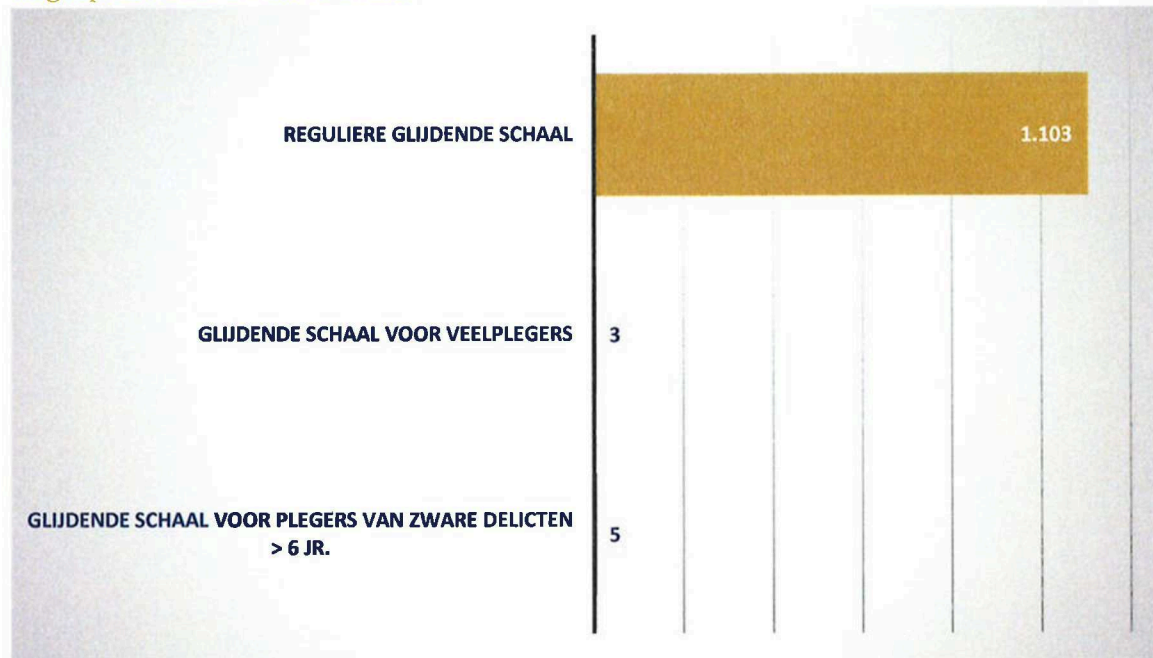 REGULIERE GLIJDENDE SCHAAL
1.103
GLIJDENDE SCHAAL VOOR VEELPLEGERS
3
GLIJDENDE SCHAAL VOOR PLEGERS VAN ZWARE DELICTEN
> 6 JR.
5